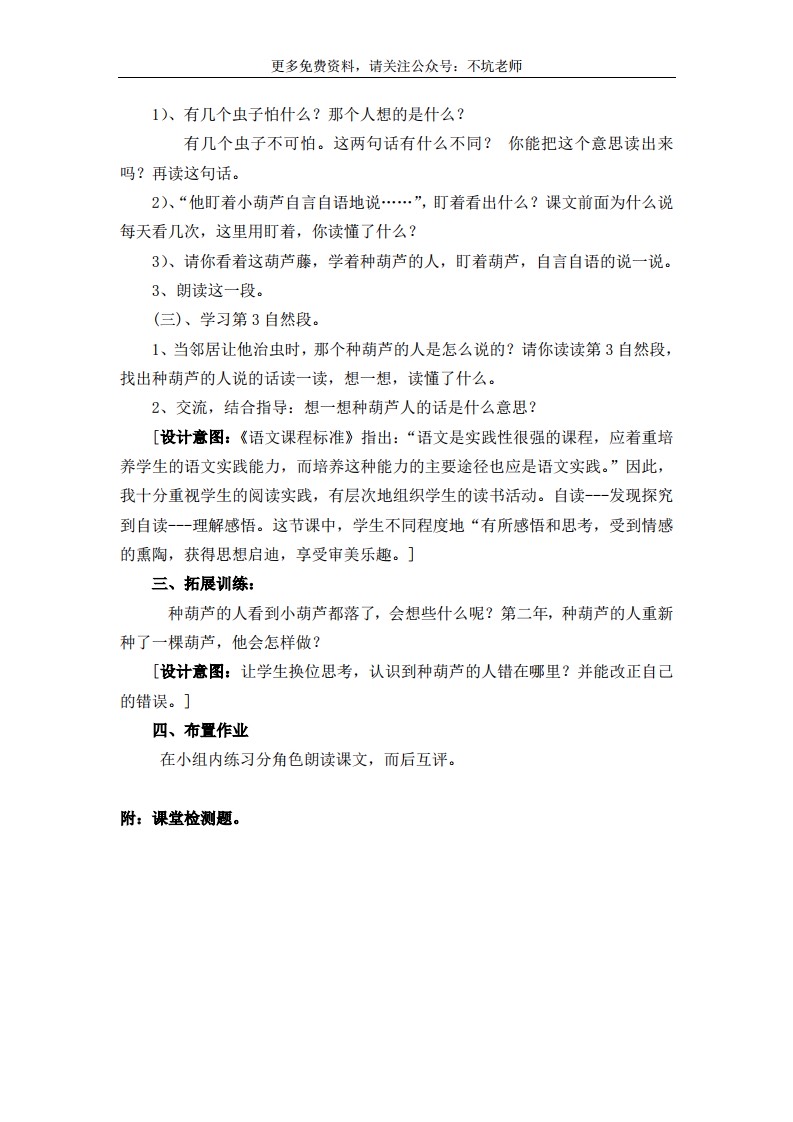 更多免费资料，请关注公众号：不坑老师
1）、有几个虫子怕什么？那个人想的是什么？
有几个虫子不可怕。这两句话有什么不同？ 你能把这个意思读出来
吗？再读这句话。
2）、“他盯着小葫芦自言自语地说……”，盯着看出什么？课文前面为什么说
每天看几次，这里用盯着，你读懂了什么？
3）、请你看着这葫芦藤，学着种葫芦的人，盯着葫芦，自言自语的说一说。
3、朗读这一段。
(三)、学习第 3 自然段。
1、当邻居让他治虫时，那个种葫芦的人是怎么说的？请你读读第 3 自然段，
找出种葫芦的人说的话读一读，想一想，读懂了什么。
2、交流，结合指导：想一想种葫芦人的话是什么意思？
[设计意图：《语文课程标准》指出：“语文是实践性很强的课程，应着重培
养学生的语文实践能力，而培养这种能力的主要途径也应是语文实践。”因此，
我十分重视学生的阅读实践，有层次地组织学生的读书活动。自读---发现探究
到自读---理解感悟。这节课中，学生不同程度地“有所感悟和思考，受到情感
的熏陶，获得思想启迪，享受审美乐趣。]
三、拓展训练：
种葫芦的人看到小葫芦都落了，会想些什么呢？第二年，种葫芦的人重新
种了一棵葫芦，他会怎样做？
[设计意图：让学生换位思考，认识到种葫芦的人错在哪里？并能改正自己
的错误。]
四、布置作业
在小组内练习分角色朗读课文，而后互评。
附：课堂检测题。